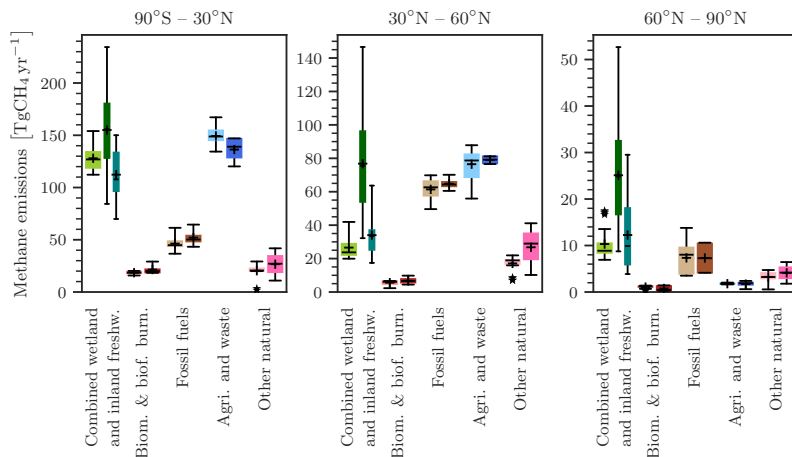 90°S – 30°N
30°N – 60°N
60°N – 90°N
Methane emissions [TgCH₄ yr⁻¹]
200
150
100
50
0
140
120
100
80
60
40
20
0
50
40
30
20
10
0
Combined wetland
and inland freshw.
Biom. & biof. burn.
Fossil fuels
Agri. and waste
Other natural
Combined wetland
and inland freshw.
Biom. & biof. burn.
Fossil fuels
Agri. and waste
Other natural
Combined wetland
and inland freshw.
Biom. & biof. burn.
Fossil fuels
Agri. and waste
Other natural